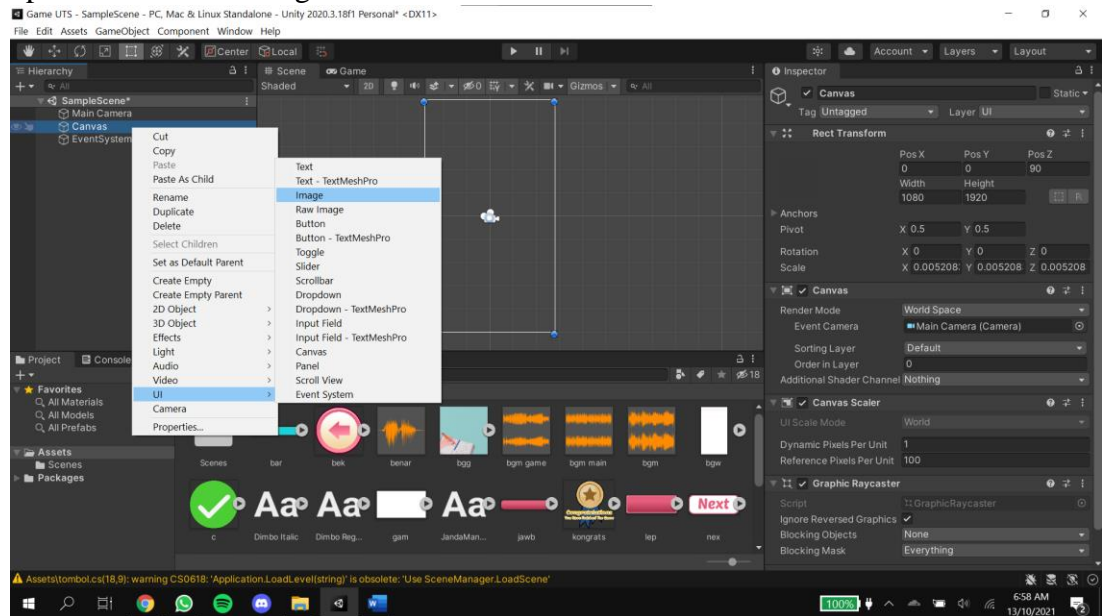 Game UTS - SampleScene - PC, Mac & Linux Standalone - Unity 2020.3.18f1 Personal* <DX11>
File Edit Assets GameObject Component Window Help
Center Local Account Layers Layout
Hierarchy
All
SampleScene*
Main Camera
Canvas
EventSystem
Scene Game
Shaded 2D 0 Gizmos All
Cut
Copy
Paste
Paste As Child
Rename
Duplicate
Delete
Select Children
Set as Default Parent
Create Empty
Create Empty Parent
2D Object
3D Object
Effects
Light
Audio
Video
UI
Camera
Properties...
Text
Text - TextMeshPro
Image
Raw Image
Button
Button - TextMeshPro
Toggle
Slider
Scrollbar
Dropdown
Dropdown - TextMeshPro
Input Field
Input Field - TextMeshPro
Canvas
Panel
Scroll View
Event System
Inspector
Canvas Static
Tag Untagged Layer UI
Rect Transform
Pos X Pos Y Pos Z
0 0 90
Width Height
1080 1920
R
Anchors
Pivot X 0.5 Y 0.5
Rotation X 0 Y 0 Z 0
Scale X 0.005208 Y 0.005208 Z 0.005208
Canvas
Render Mode World Space
Event Camera Main Camera (Camera)
Sorting Layer Default
Order in Layer 0
Additional Shader Channel Nothing
Canvas Scaler
UI Scale Mode World
Dynamic Pixels Per Unit 1
Reference Pixels Per Unit 100
Graphic Raycaster
Script GraphicRaycaster
Ignore Reversed Graphics
Blocking Objects None
Blocking Mask Everything
Project Console
18
Favorites
All Materials
All Models
All Prefabs
Assets
Scenes
Packages
Scenes bar bek benar bgg bgm game bgm main bgm bgw
Aa Aa Aa Next
c Dimbo Italic Dimbo Reg... gam JandaMan... jawb kongrats lep nex
Assets\tombol.cs(18,9): warning CS0618: 'Application.LoadLevel(string)' is obsolete: 'Use SceneManager.LoadScene'
100% 6:58 AM
13/10/2021 2